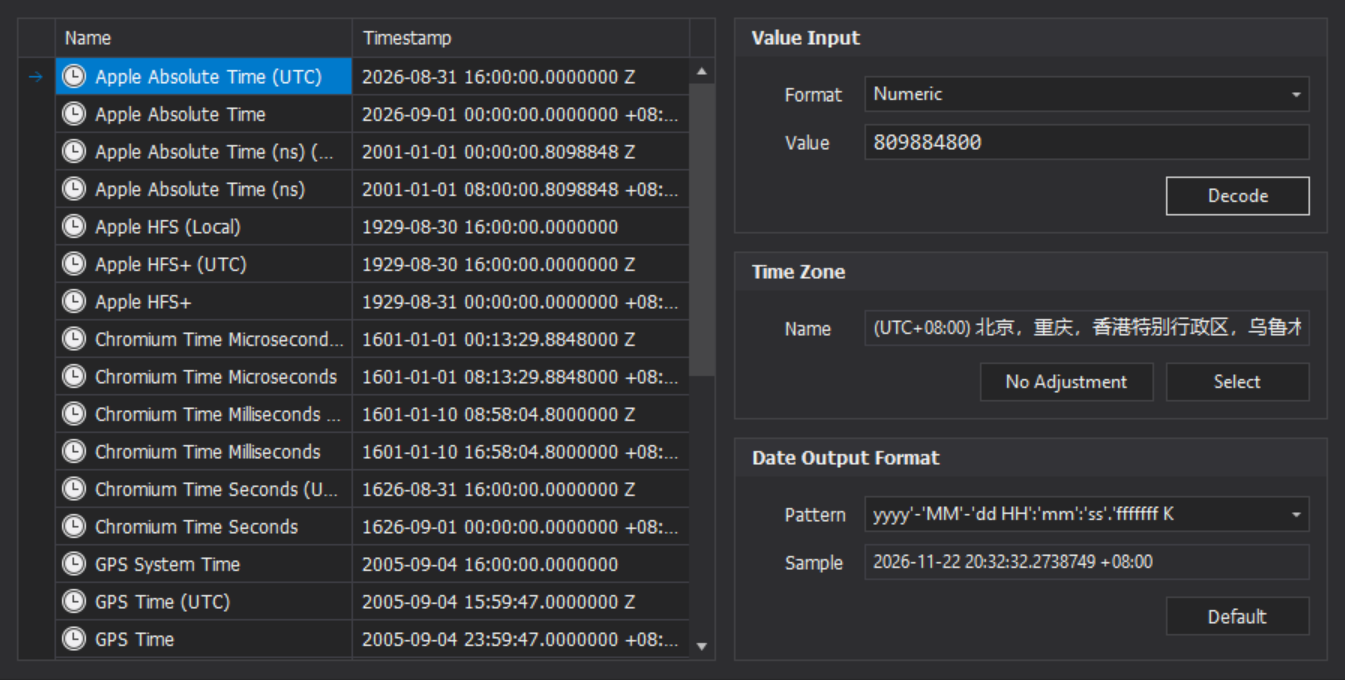 Name Timestamp
Apple Absolute Time (UTC) 2026-08-31 16:00:00.0000000 Z
Apple Absolute Time 2026-09-01 00:00:00.0000000 +08:...
Apple Absolute Time (ns) (... 2001-01-01 00:00:00.8098848 Z
Apple Absolute Time (ns) 2001-01-01 08:00:00.8098848 +08:...
Apple HFS (Local) 1929-08-30 16:00:00.0000000
Apple HFS+ (UTC) 1929-08-30 16:00:00.0000000 Z
Apple HFS+ 1929-08-31 00:00:00.0000000 +08:...
Chromium Time Microsecond... 1601-01-01 00:13:29.8848000 Z
Chromium Time Microseconds 1601-01-01 08:13:29.8848000 +08:...
Chromium Time Milliseconds ... 1601-01-10 08:58:04.8000000 Z
Chromium Time Milliseconds 1601-01-10 16:58:04.8000000 +08:...
Chromium Time Seconds (U... 1626-08-31 16:00:00.0000000 Z
Chromium Time Seconds 1626-09-01 00:00:00.0000000 +08:...
GPS System Time 2005-09-04 16:00:00.0000000
GPS Time (UTC) 2005-09-04 15:59:47.0000000 Z
GPS Time 2005-09-04 23:59:47.0000000 +08:...
Value Input
Format Numeric
Value 809884800
Decode
Time Zone
Name (UTC+08:00) 北京，重庆，香港特别行政区，乌鲁木
No Adjustment Select
Date Output Format
Pattern yyyy'-'MM'-'dd HH':'mm':'ss'.'fffffff K
Sample 2026-11-22 20:32:32.2738749 +08:00
Default